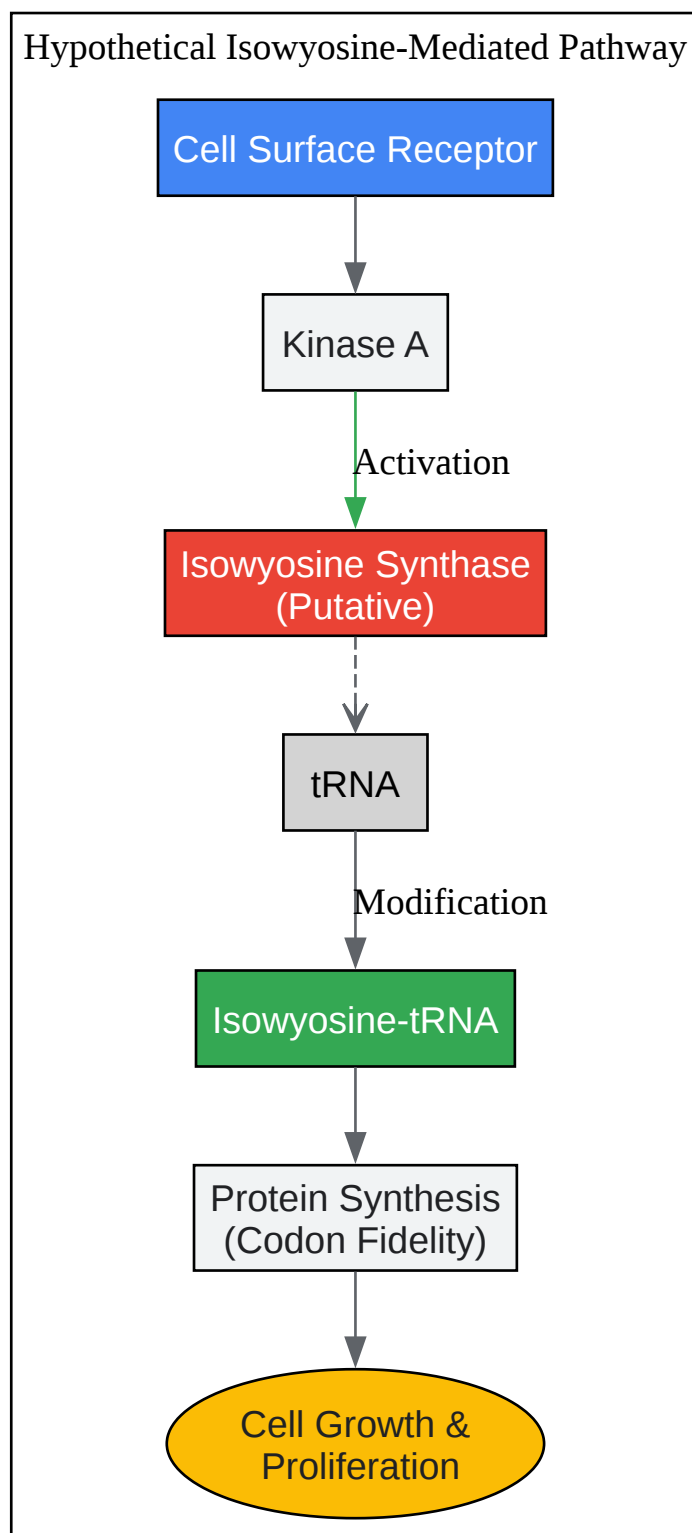 Hypothetical Isowyosine-Mediated Pathway
Cell Surface Receptor
Kinase A
Activation
Isowyosine Synthase
(Putative)
tRNA
Modification
Isowyosine-tRNA
Protein Synthesis
(Codon Fidelity)
Cell Growth &
Proliferation